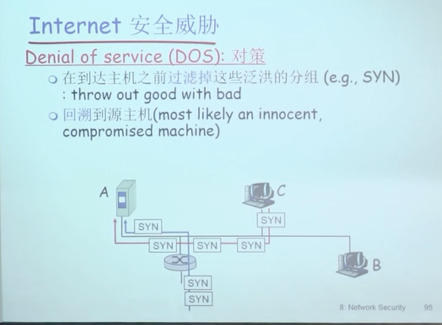 Internet 安全威胁
Denial of service (DOS): 对策
在到达主机之前过滤掉这些泛洪的分组 (e.g., SYN)
: throw out good with bad
回溯到源主机(most likely an innocent,
compromised machine)
A
C
SYN
SYN
SYN
SYN
SYN
B
SYN
SYN
8: Network Security 95